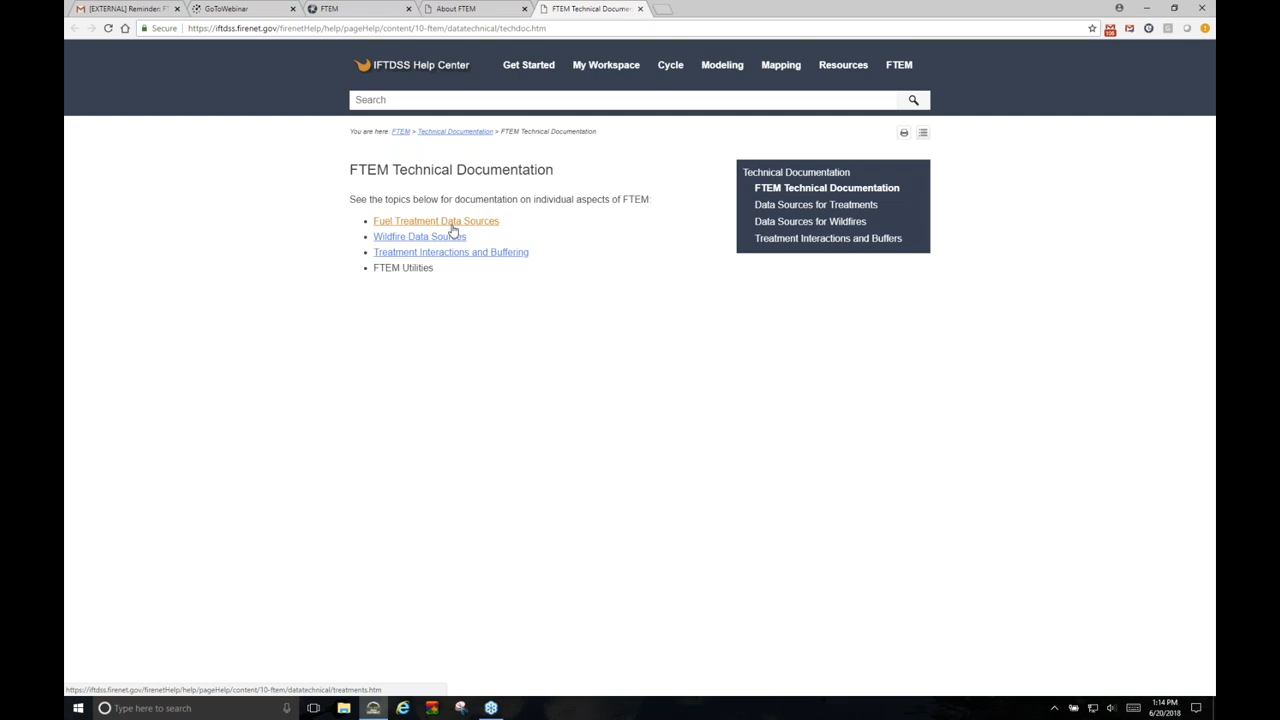 [EXTERNAL] Reminder: FT
GoToWebinar
FTEM
About FTEM
FTEM Technical Documen
Secure
https://iftdss.firenet.gov/firenetHelp/help/pageHelp/content/10-ftem/datatechnical/techdoc.htm
IFTDSS Help Center
Get Started
My Workspace
Cycle
Modeling
Mapping
Resources
FTEM
Search
You are here: FTEM > Technical Documentation > FTEM Technical Documentation
FTEM Technical Documentation
See the topics below for documentation on individual aspects of FTEM:
• Fuel Treatment Data Sources
• Wildfire Data Sources
• Treatment Interactions and Buffering
• FTEM Utilities
Technical Documentation
FTEM Technical Documentation
Data Sources for Treatments
Data Sources for Wildfires
Treatment Interactions and Buffers
https://iftdss.firenet.gov/firenetHelp/help/pageHelp/content/10-ftem/datatechnical/treatments.htm
Type here to search
1:14 PM
6/20/2018